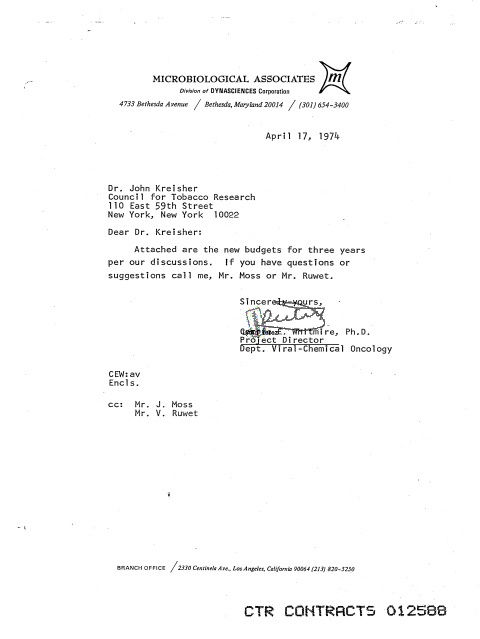 MICROBIOLOGICAL ASSOCIATES
m
Division of DYNASCIENCES Corporation
4733 Bethesda Avenue / Bethesda, Maryland 20014 / (301) 654-3400
April 17, 1974
Dr. John Kreisher
Council for Tobacco Research
110 East 59th Street
New York, New York 10022
Dear Dr. Kreisher:
Attached are the new budgets for three years
per our discussions. If you have questions or
suggestions call me, Mr. Moss or Mr. Ruwet.
Sincerely yours,
E. Whitmire, Ph.D.
Project Director
Dept. Viral-Chemical Oncology
CEW:av
Encls.
cc: Mr. J. Moss
Mr. V. Ruwet
BRANCH OFFICE / 2330 Centinela Ave., Los Angeles, California 90064 (213) 820-5250
CTR CONTRACTS 012588